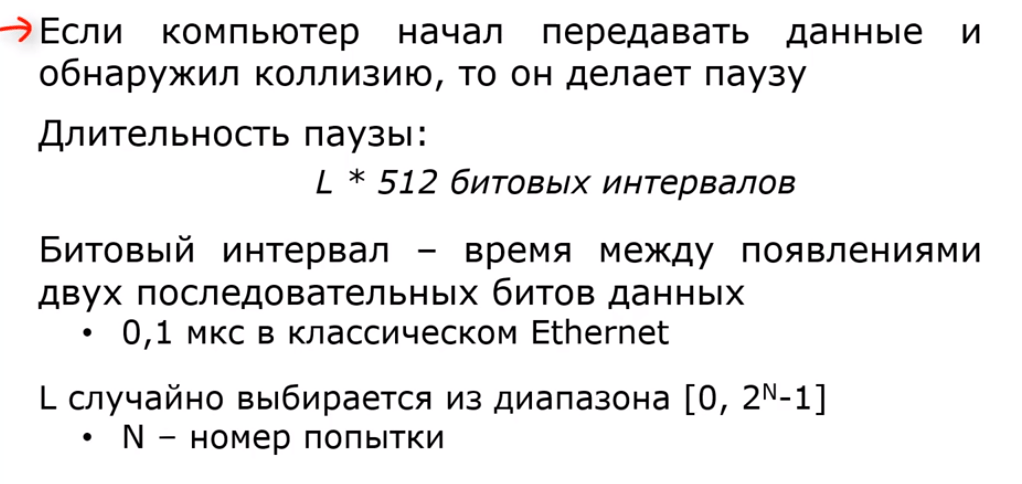 Если компьютер начал передавать данные и
обнаружил коллизию, то он делает паузу
Длительность паузы:
L * 512 битовых интервалов
Битовый интервал – время между появлениями
двух последовательных битов данных
• 0,1 мкс в классическом Ethernet
L случайно выбирается из диапазона [0, 2ᴺ-1]
• N – номер попытки